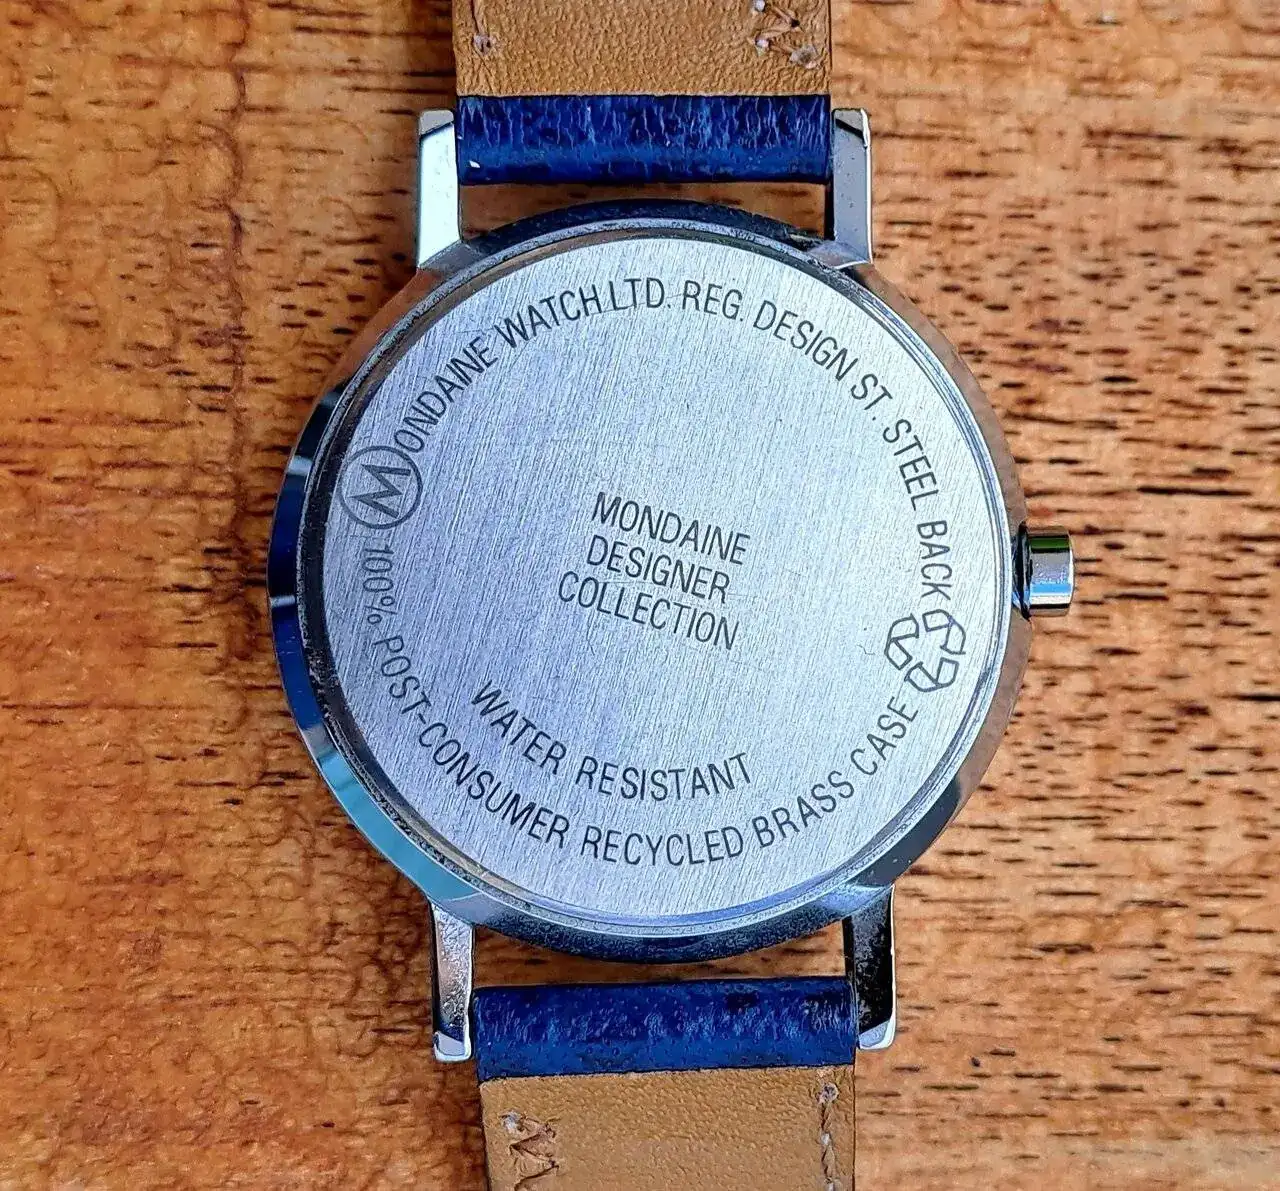 M MONDAINE WATCH LTD. REG. DESIGN ST. STEEL BACK
MONDAINE
DESIGNER
COLLECTION
WATER RESISTANT
100% POST-CONSUMER RECYCLED BRASS CASE